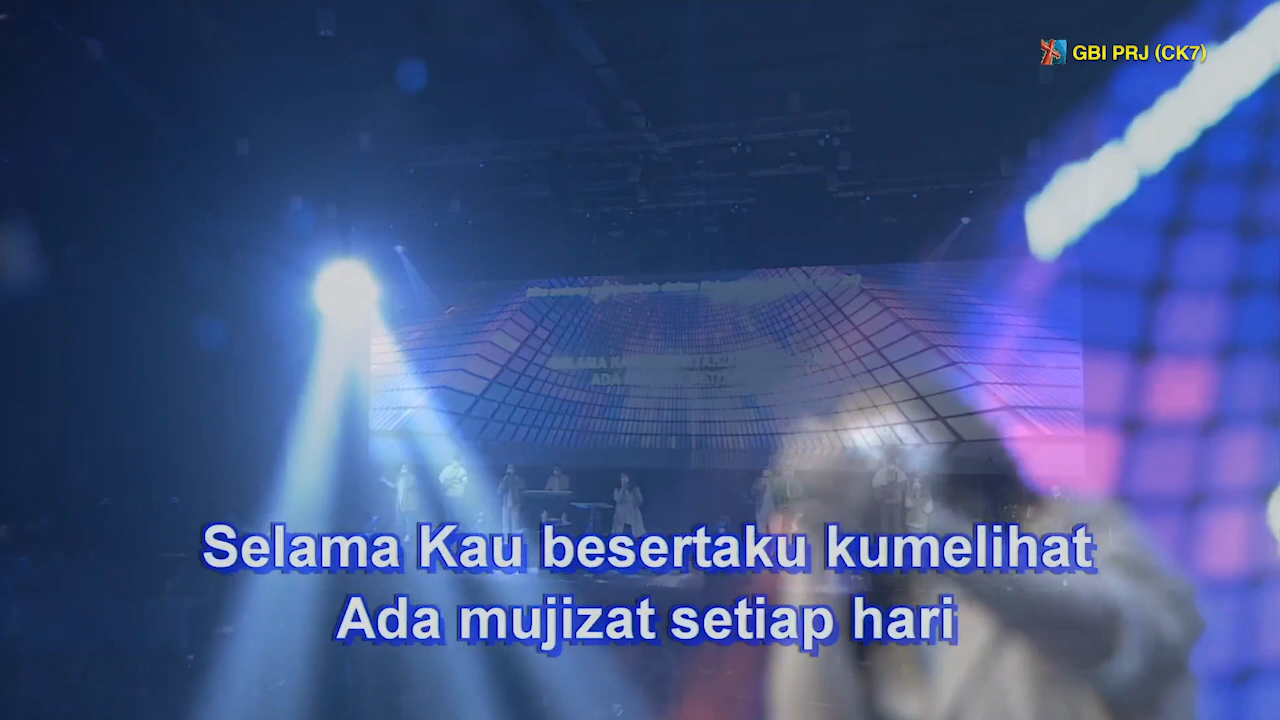 GBI PRJ (CK7)
Selama Kau besertaku kumelihat
Ada mujizat setiap hari